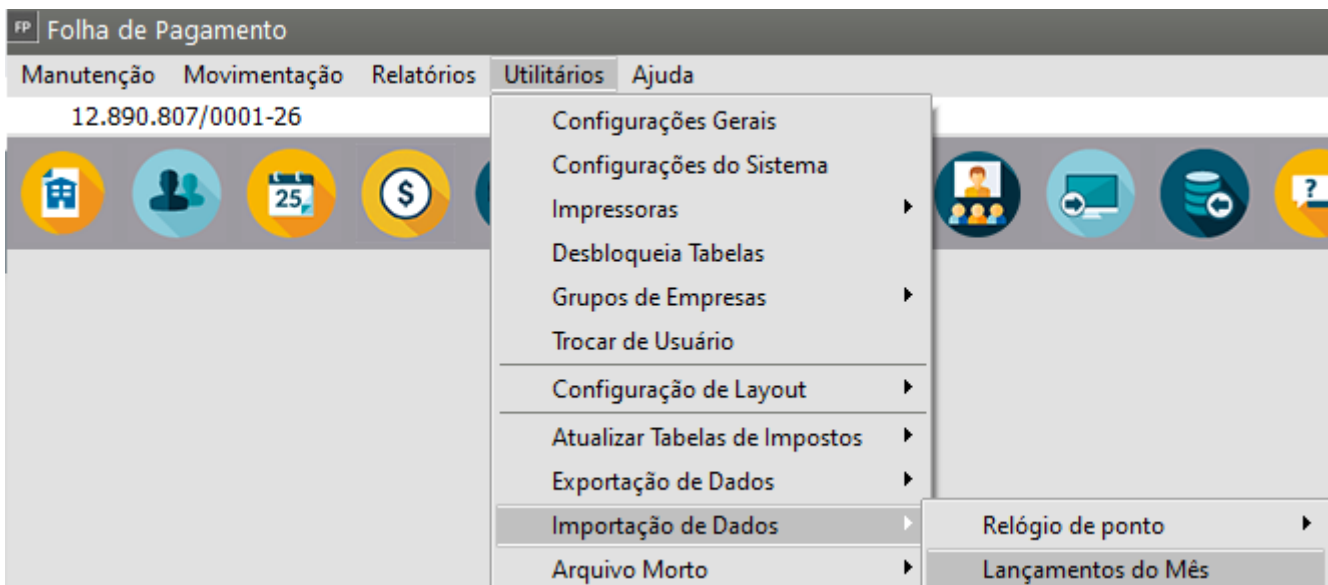 FP Folha de Pagamento
Manutenção Movimentação Relatórios Utilitários Ajuda
12.890.807/0001-26
25
$
?
Configurações Gerais
Configurações do Sistema
Impressoras
Desbloqueia Tabelas
Grupos de Empresas
Trocar de Usuário
Configuração de Layout
Atualizar Tabelas de Impostos
Exportação de Dados
Importação de Dados
Arquivo Morto
Relógio de ponto
Lançamentos do Mês